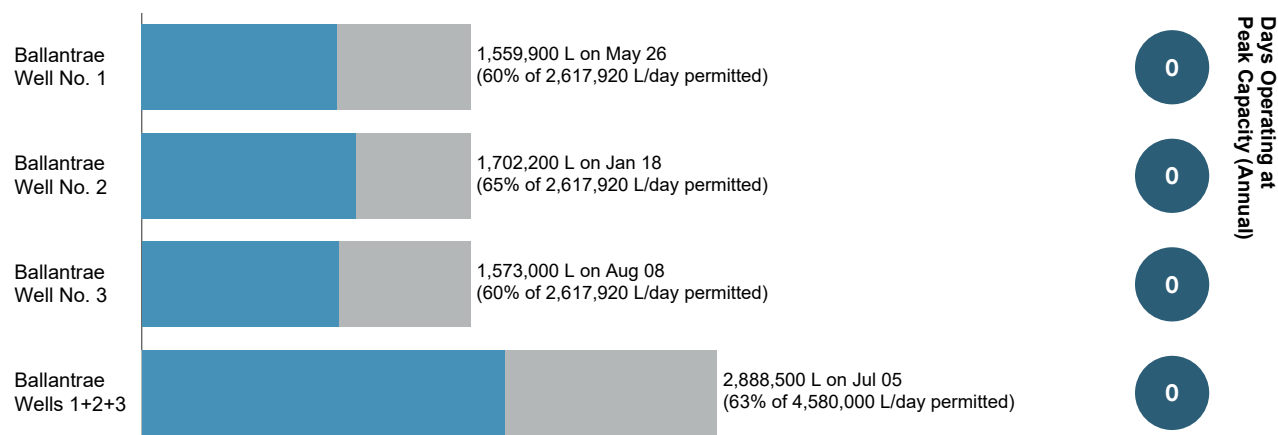 Ballantrae
Well No. 1
1,559,900 L on May 26
(60% of 2,617,920 L/day permitted)
0
Ballantrae
Well No. 2
1,702,200 L on Jan 18
(65% of 2,617,920 L/day permitted)
0
Ballantrae
Well No. 3
1,573,000 L on Aug 08
(60% of 2,617,920 L/day permitted)
0
Ballantrae
Wells 1+2+3
2,888,500 L on Jul 05
(63% of 4,580,000 L/day permitted)
0
Days Operating at
Peak Capacity (Annual)